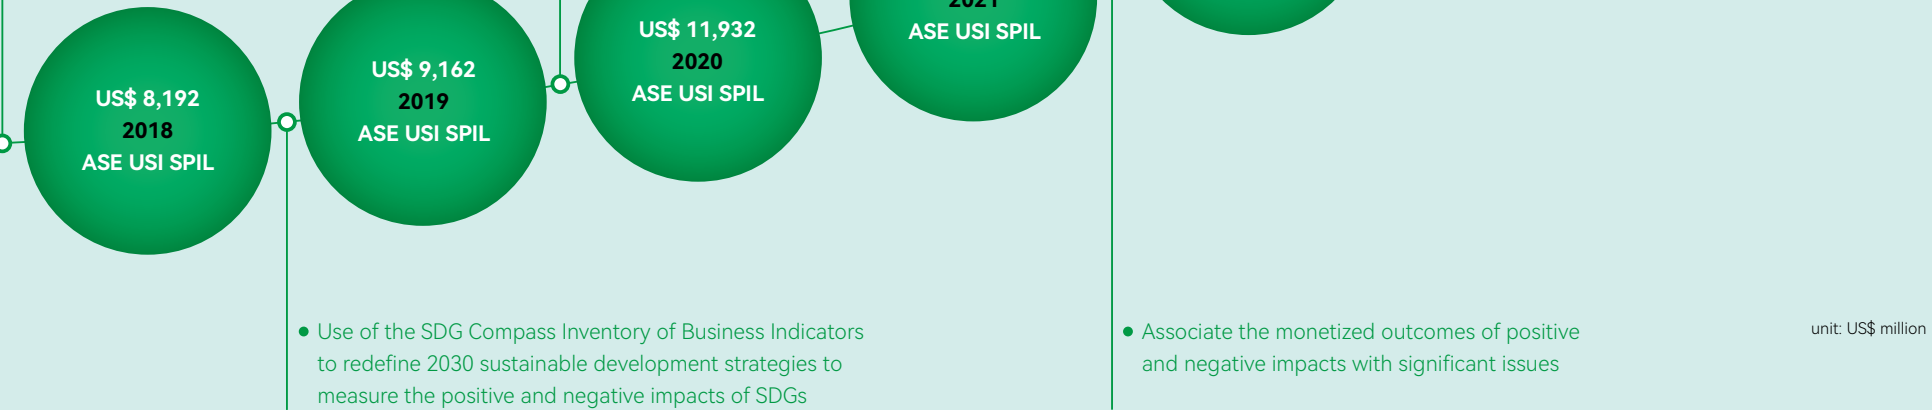 US$ 8,192
2018
ASE USI SPIL
US$ 9,162
2019
ASE USI SPIL
US$ 11,932
2020
ASE USI SPIL
2021
ASE USI SPIL
● Use of the SDG Compass Inventory of Business Indicators
to redefine 2030 sustainable development strategies to
measure the positive and negative impacts of SDGs
● Associate the monetized outcomes of positive
and negative impacts with significant issues
unit: US$ million